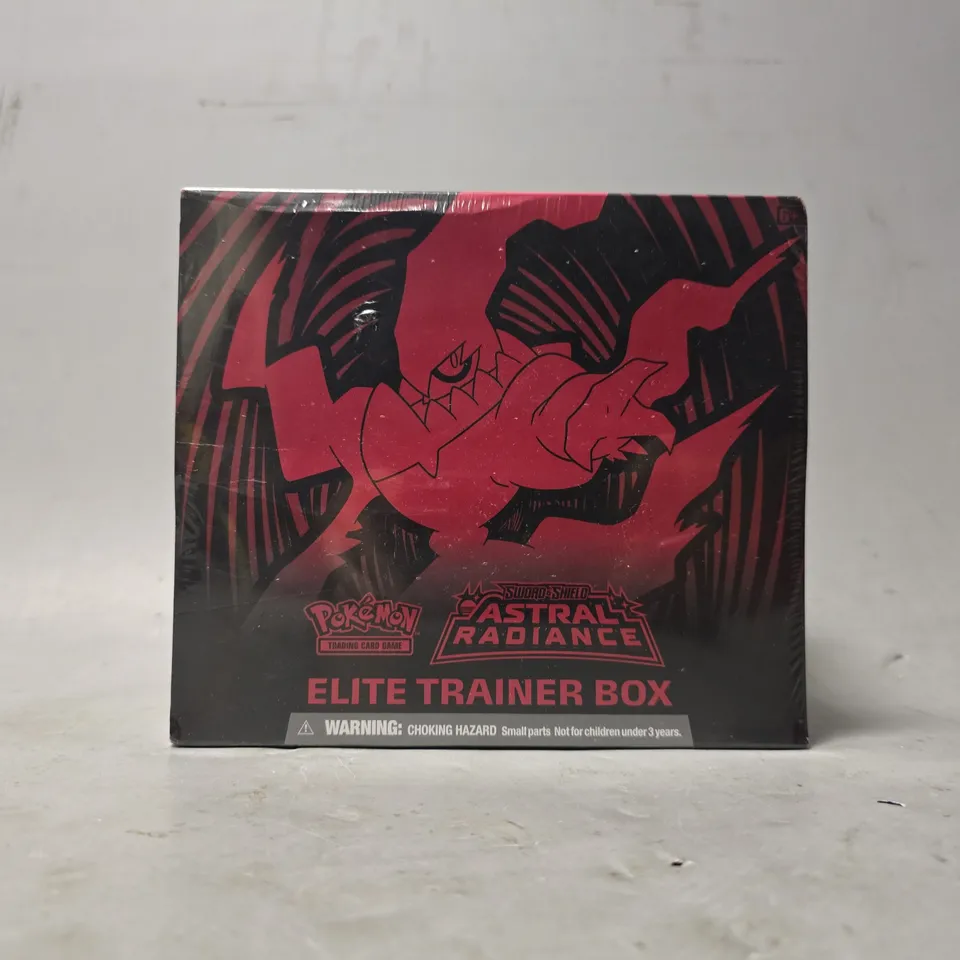 6+
POKéMON
TRADING CARD GAME
SWORD & SHIELD
ASTRAL
RADIANCE
ELITE TRAINER BOX
WARNING: CHOKING HAZARD Small parts Not for children under 3 years.